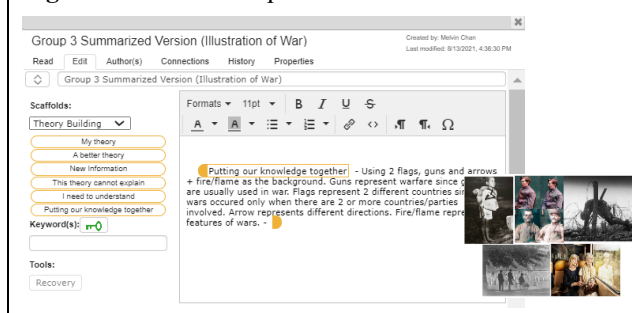 Group 3 Summarized Version (Illustration of War)
Created by: Melvin Chan
Last modified: 8/13/2021, 4:36:30 PM
Read Edit Author(s) Connections History Properties
Group 3 Summarized Version (Illustration of War)
Scaffolds:
Theory Building
My theory
A better theory
New Information
This theory cannot explain
I need to understand
Putting our knowledge together
Keyword(s):
Tools:
Recovery
Formats 11pt B I U S
A A ¶ ¶ Ω
Putting our knowledge together - Using 2 flags, guns and arrows
+ fire/flame as the background. Guns represent warfare since
are usually used in war. Flags represent 2 different countries
wars occured only when there are 2 or more countries/parties
involved. Arrow represents different directions. Fire/flame
features of wars. -